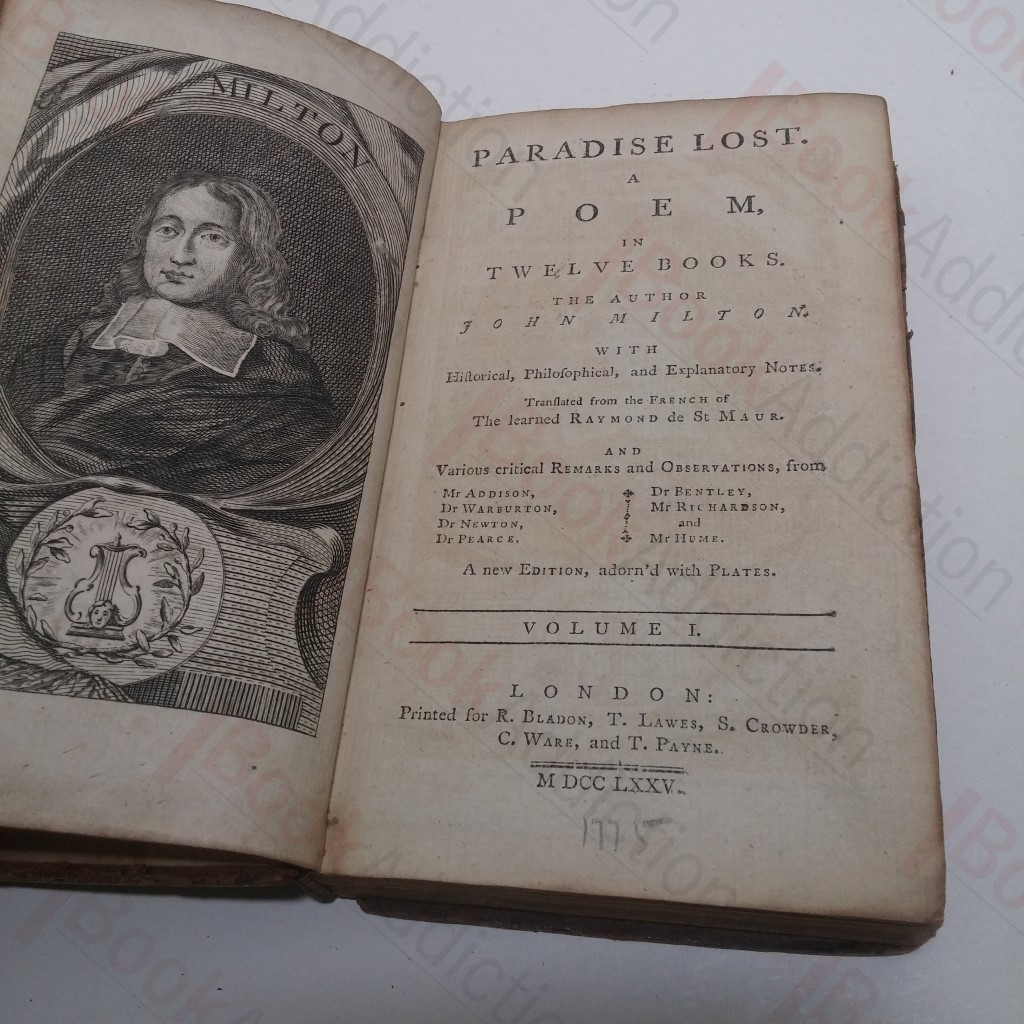 MILTON
PARADISE LOST.
A
POEM,
IN
TWELVE BOOKS.
THE AUTHOR
JOHN MILTON.
WITH
Hiſtorical, Philoſophical, and Explanatory NOTES.
Tranſlated from the FRENCH of
The learned RAYMOND de St MAUR.
AND
Various critical REMARKS and OBSERVATIONS, from
Mr ADDISON,
Dr WARBURTON,
Dr NEWTON,
Dr PEARCE,
Dr BENTLEY,
Mr RICHARDSON,
and
Mr HUME.
A new EDITION, adorn'd with PLATES.
VOLUME I.
LONDON:
Printed for R. BLADON, T. LAWES, S. CROWDER,
C. WARE, and T. PAYNE.
M DCC LXXV.
1775
IBookAddiction